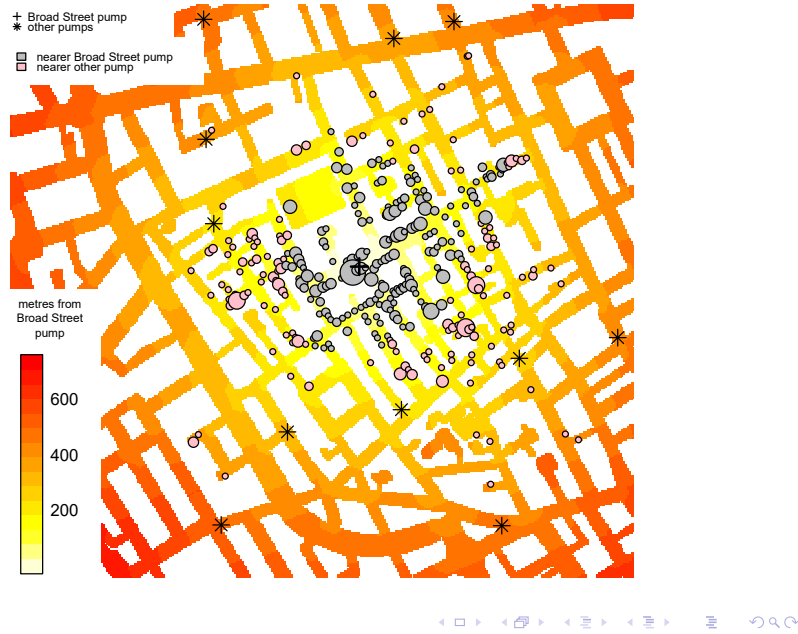 Broad Street pump
other pumps
nearer Broad Street pump
nearer other pump
metres from
Broad Street
pump
600
400
200